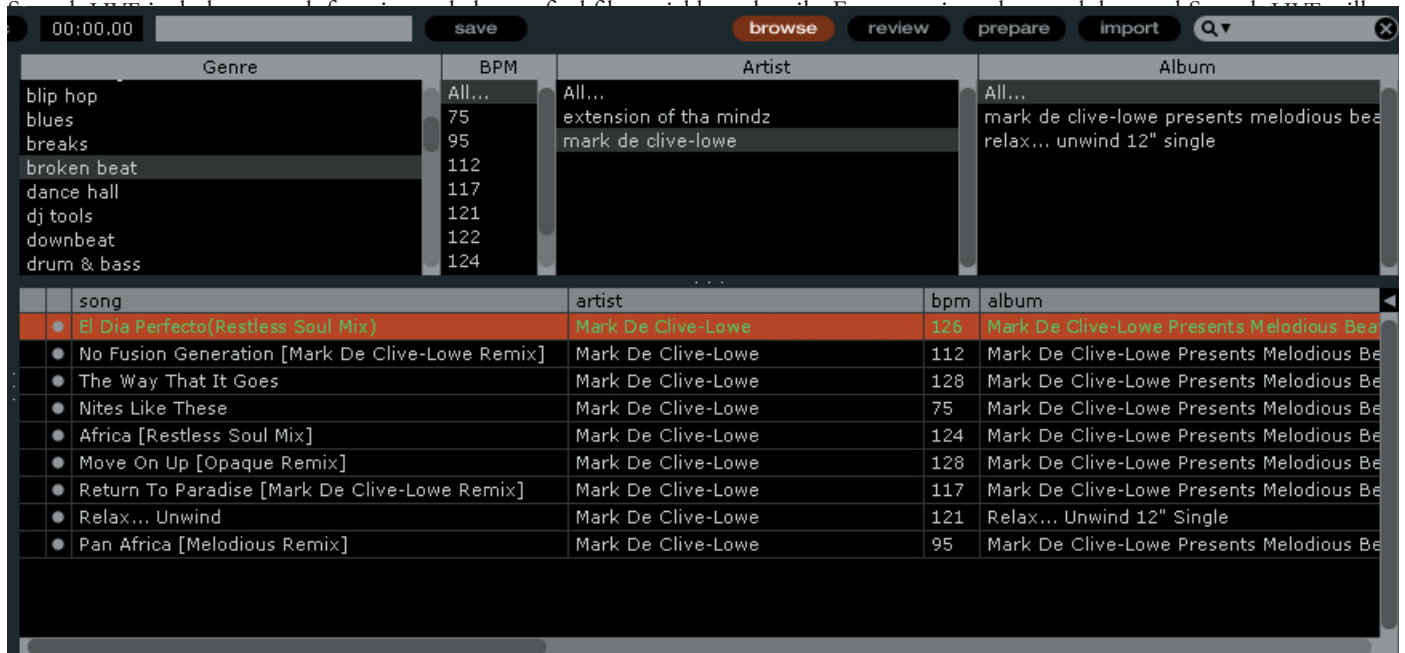 00:00.00 save browse review prepare import
Genre BPM Artist Album
blip hop All... All... All...
blues 75 extension of tha mindz mark de clive-lowe presents melodious bea
breaks 95 mark de clive-lowe relax... unwind 12" single
broken beat 112
dance hall 117
dj tools 121
downbeat 122
drum & bass 124
song artist bpm album
El Dia Perfecto(Restless Soul Mix) Mark De Clive-Lowe 126 Mark De Clive-Lowe Presents Melodious Bea
No Fusion Generation [Mark De Clive-Lowe Remix] Mark De Clive-Lowe 112 Mark De Clive-Lowe Presents Melodious Be
The Way That It Goes Mark De Clive-Lowe 128 Mark De Clive-Lowe Presents Melodious Be
Nites Like These Mark De Clive-Lowe 75 Mark De Clive-Lowe Presents Melodious Be
Africa [Restless Soul Mix] Mark De Clive-Lowe 124 Mark De Clive-Lowe Presents Melodious Be
Move On Up [Opaque Remix] Mark De Clive-Lowe 128 Mark De Clive-Lowe Presents Melodious Be
Return To Paradise [Mark De Clive-Lowe Remix] Mark De Clive-Lowe 117 Mark De Clive-Lowe Presents Melodious Be
Relax... Unwind Mark De Clive-Lowe 121 Relax... Unwind 12" Single
Pan Africa [Melodious Remix] Mark De Clive-Lowe 95 Mark De Clive-Lowe Presents Melodious Be